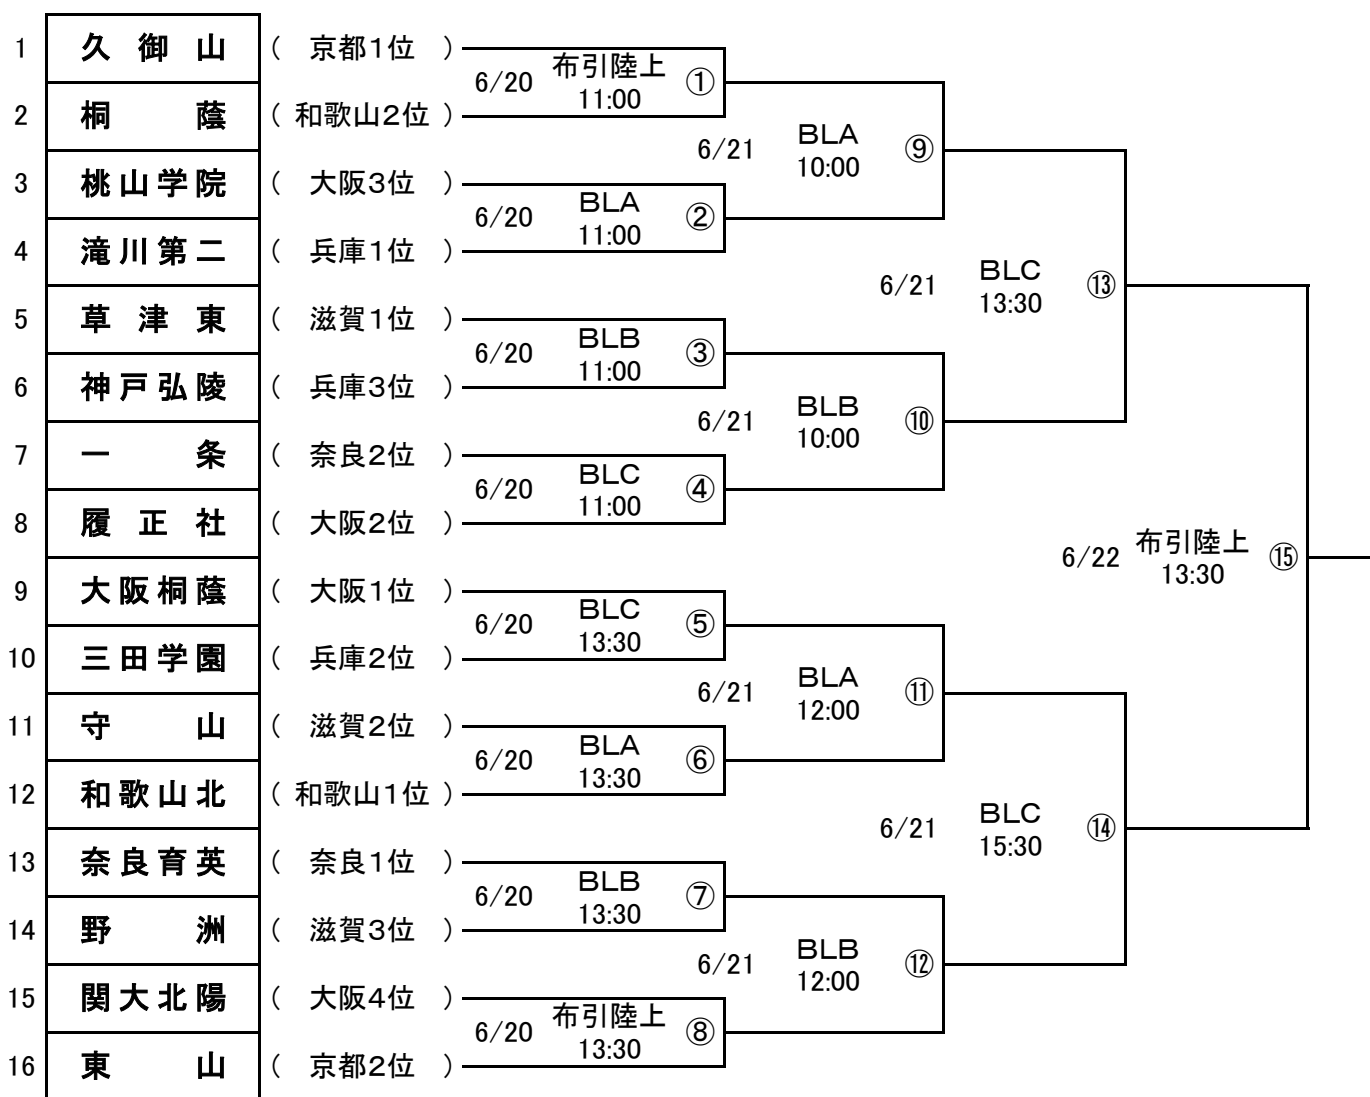 1 久御山 ( 京都1位 )
6/20 布引陸上 ①
11:00
2 桐蔭 ( 和歌山2位 )
6/21 BLA ⑨
10:00
3 桃山学院 ( 大阪3位 )
6/20 BLA ②
11:00
4 滝川第二 ( 兵庫1位 )
6/21 BLC ⑬
13:30
5 草津東 ( 滋賀1位 )
6/20 BLB ③
11:00
6 神戸弘陵 ( 兵庫3位 )
6/21 BLB ⑩
10:00
7 一条 ( 奈良2位 )
6/20 BLC ④
11:00
8 履正社 ( 大阪2位 )
6/22 布引陸上 ⑮
13:30
9 大阪桐蔭 ( 大阪1位 )
6/20 BLC ⑤
13:30
10 三田学園 ( 兵庫2位 )
6/21 BLA ⑪
12:00
11 守山 ( 滋賀2位 )
6/20 BLA ⑥
13:30
12 和歌山北 ( 和歌山1位 )
6/21 BLC ⑭
15:30
13 奈良育英 ( 奈良1位 )
6/20 BLB ⑦
13:30
14 野洲 ( 滋賀3位 )
6/21 BLB ⑫
12:00
15 関大北陽 ( 大阪4位 )
6/20 布引陸上 ⑧
13:30
16 東山 ( 京都2位 )